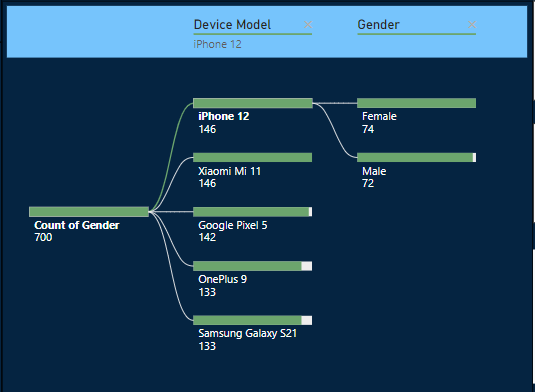 Device Model
Gender
iPhone 12
iPhone 12
146
Female
74
Xiaomi Mi 11
146
Male
72
Count of Gender
700
Google Pixel 5
142
OnePlus 9
133
Samsung Galaxy S21
133